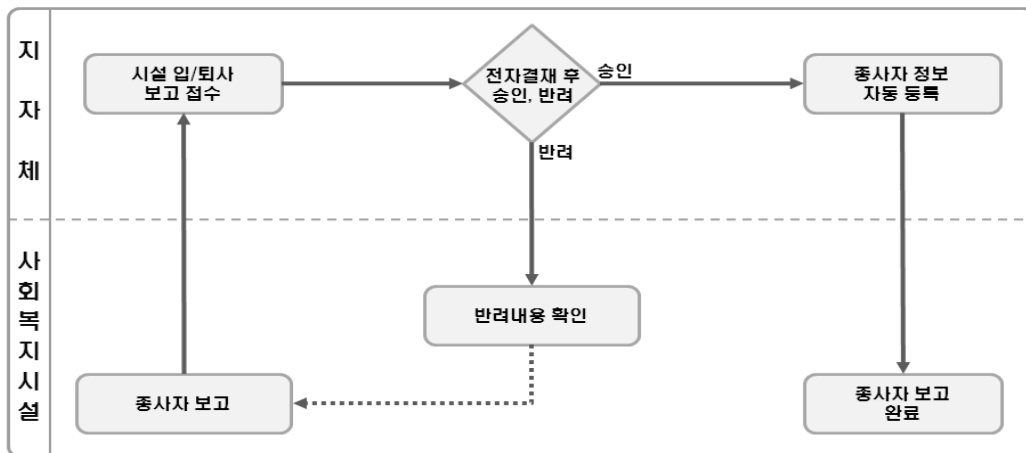 지자체
시설 입/퇴사
보고 접수
전자결재 후
승인, 반려
승인
종사자 정보
자동 등록
반려
사회복지시설
반려내용 확인
종사자 보고
종사자 보고
완료